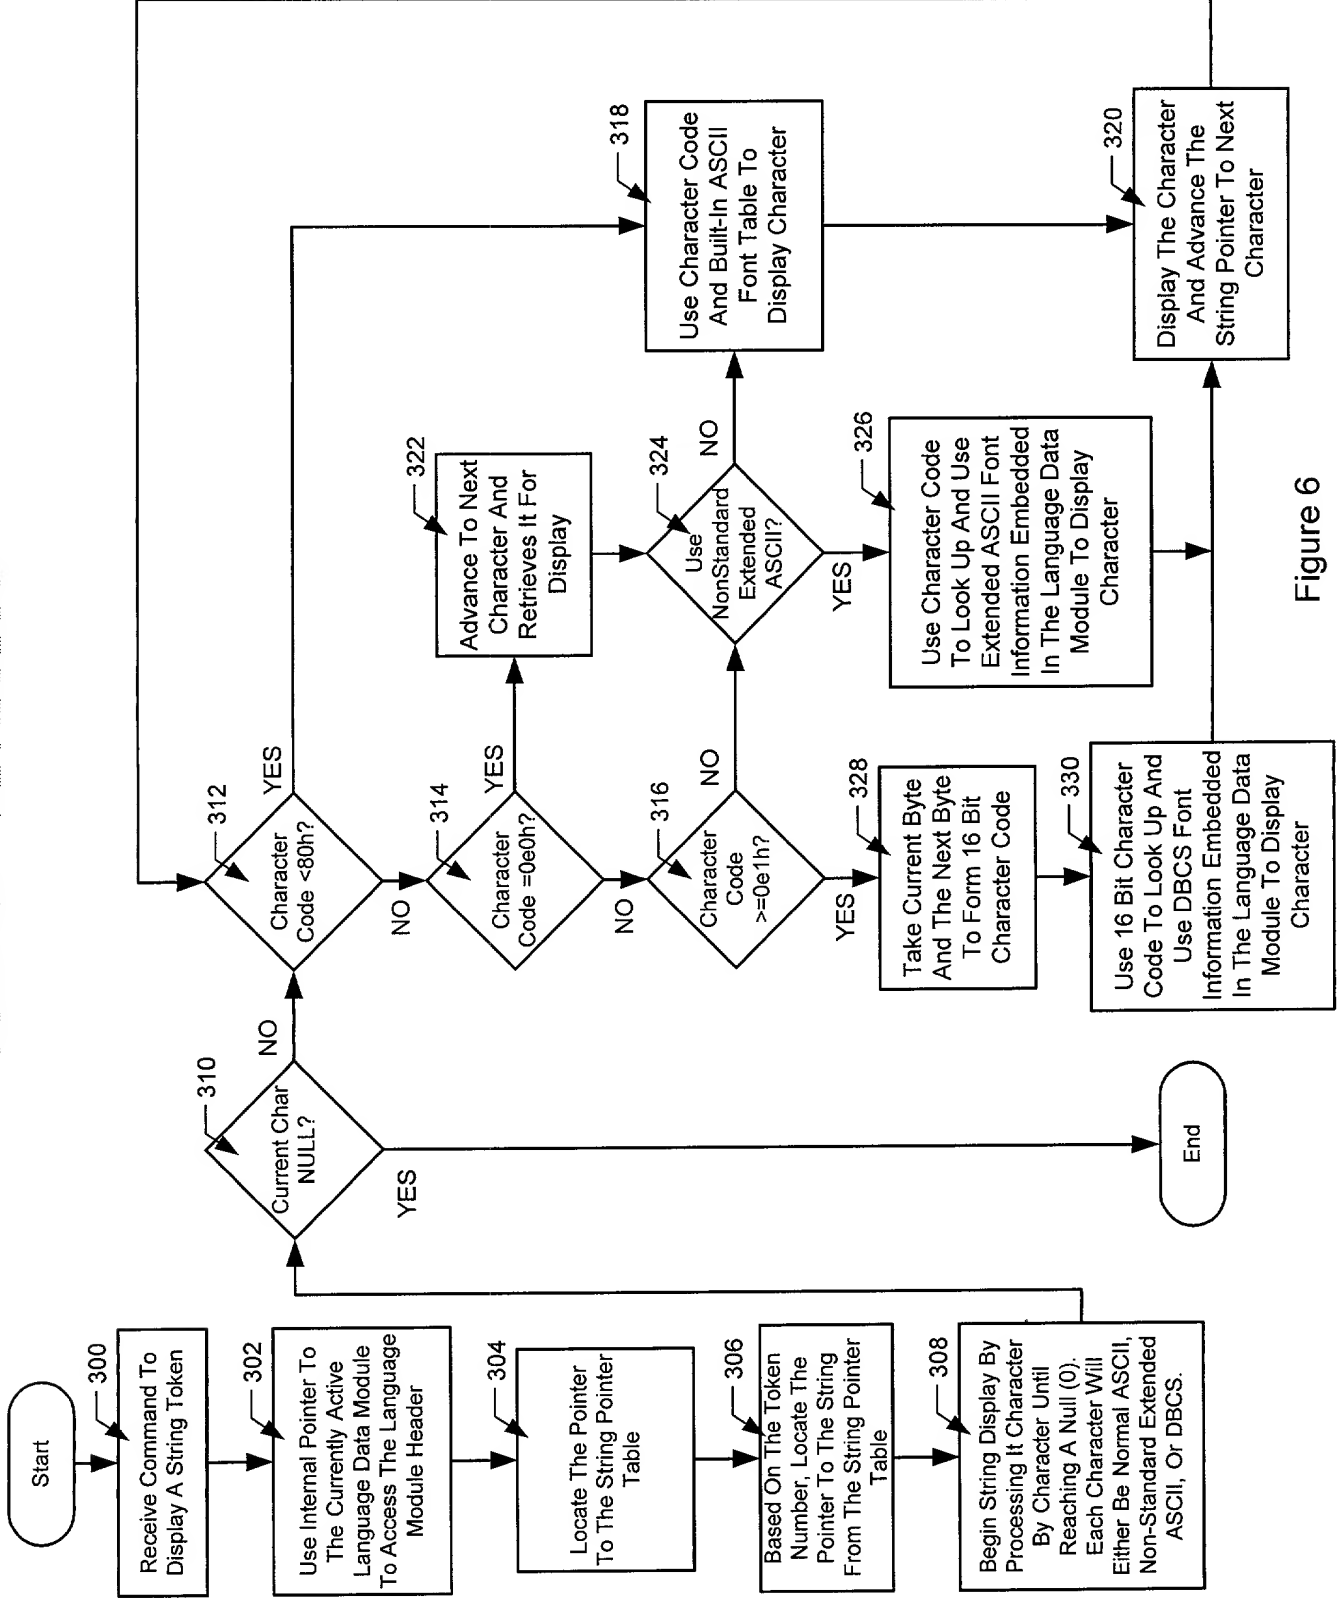 Start
300
Receive Command To
Display A String Token
302
Use Internal Pointer To
The Currently Active
Language Data Module
To Access The Language
Module Header
304
Locate The Pointer
To The String Pointer
Table
306
Based On The Token
Number, Locate The
Pointer To The String
From The String Pointer
Table
308
Begin String Display By
Processing It Character
By Character Until
Reaching A Null (0).
Each Character Will
Either Be Normal ASCII,
Non-Standard Extended
ASCII, Or DBCS.
310
Current Char
NULL?
NO
YES
End
312
Character
Code <80h?
YES
NO
314
Character
Code =0e0h?
YES
NO
316
Character
Code
>=0e1h?
NO
YES
318
Use Character Code
And Built-In ASCII
Font Table To
Display Character
320
Display The Character
And Advance The
String Pointer To Next
Character
322
Advance To Next
Character And
Retrieves It For
Display
324
Use
NonStandard
Extended
ASCII?
NO
YES
326
Use Character Code
To Look Up And Use
Extended ASCII Font
Information Embedded
In The Language Data
Module To Display
Character
328
Take Current Byte
And The Next Byte
To Form 16 Bit
Character Code
330
Use 16 Bit Character
Code To Look Up And
Use DBCS Font
Information Embedded
In The Language Data
Module To Display
Character
Figure 6